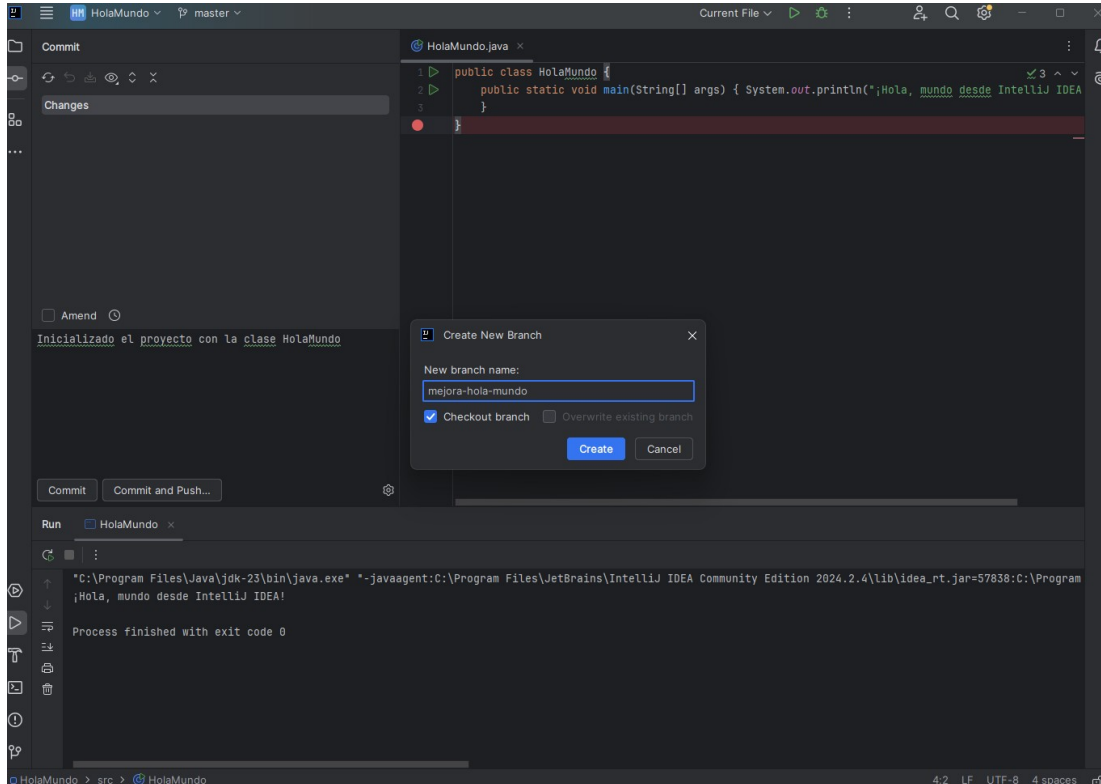 HM HolaMundo master Current File
Commit
Changes
Amend
Inicializado el proyecto con la clase HolaMundo
Commit Commit and Push...
HolaMundo.java
3
1 public class HolaMundo {
2 public static void main(String[] args) { System.out.println("¡Hola, mundo desde IntelliJ IDEA
3 }
}
Create New Branch
New branch name:
mejora-hola-mundo
Checkout branch Overwrite existing branch
Create Cancel
Run HolaMundo
"C:\Program Files\Java\jdk-23\bin\java.exe" "-javaagent:C:\Program Files\JetBrains\IntelliJ IDEA Community Edition 2024.2.4\lib\idea_rt.jar=57838:C:\Program
¡Hola, mundo desde IntelliJ IDEA!
Process finished with exit code 0
HolaMundo > src > HolaMundo 4:2 LF UTF-8 4 spaces